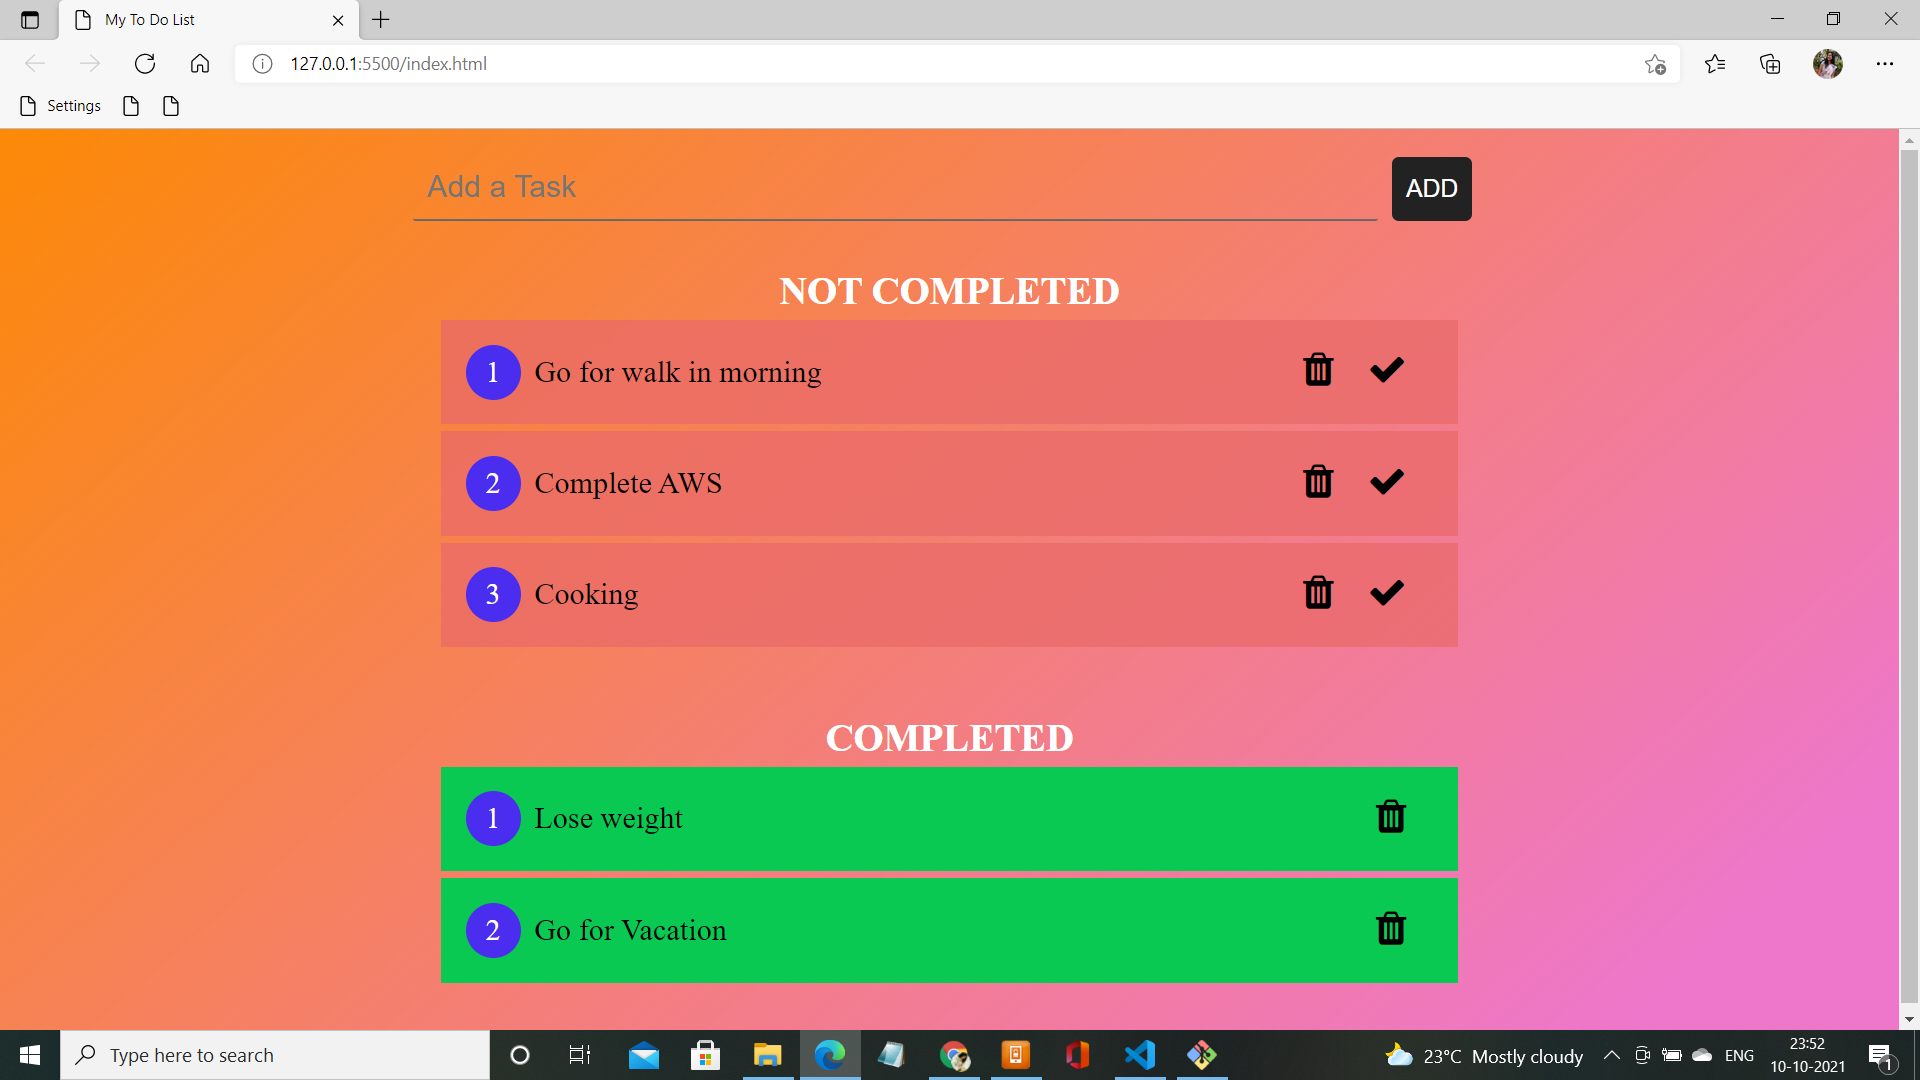 My To Do List
127.0.0.1:5500/index.html
Settings
Add a Task
ADD
NOT COMPLETED
1 Go for walk in morning
2 Complete AWS
3 Cooking
COMPLETED
1 Lose weight
2 Go for Vacation
Type here to search
23°C Mostly cloudy
ENG
23:52
10-10-2021
1